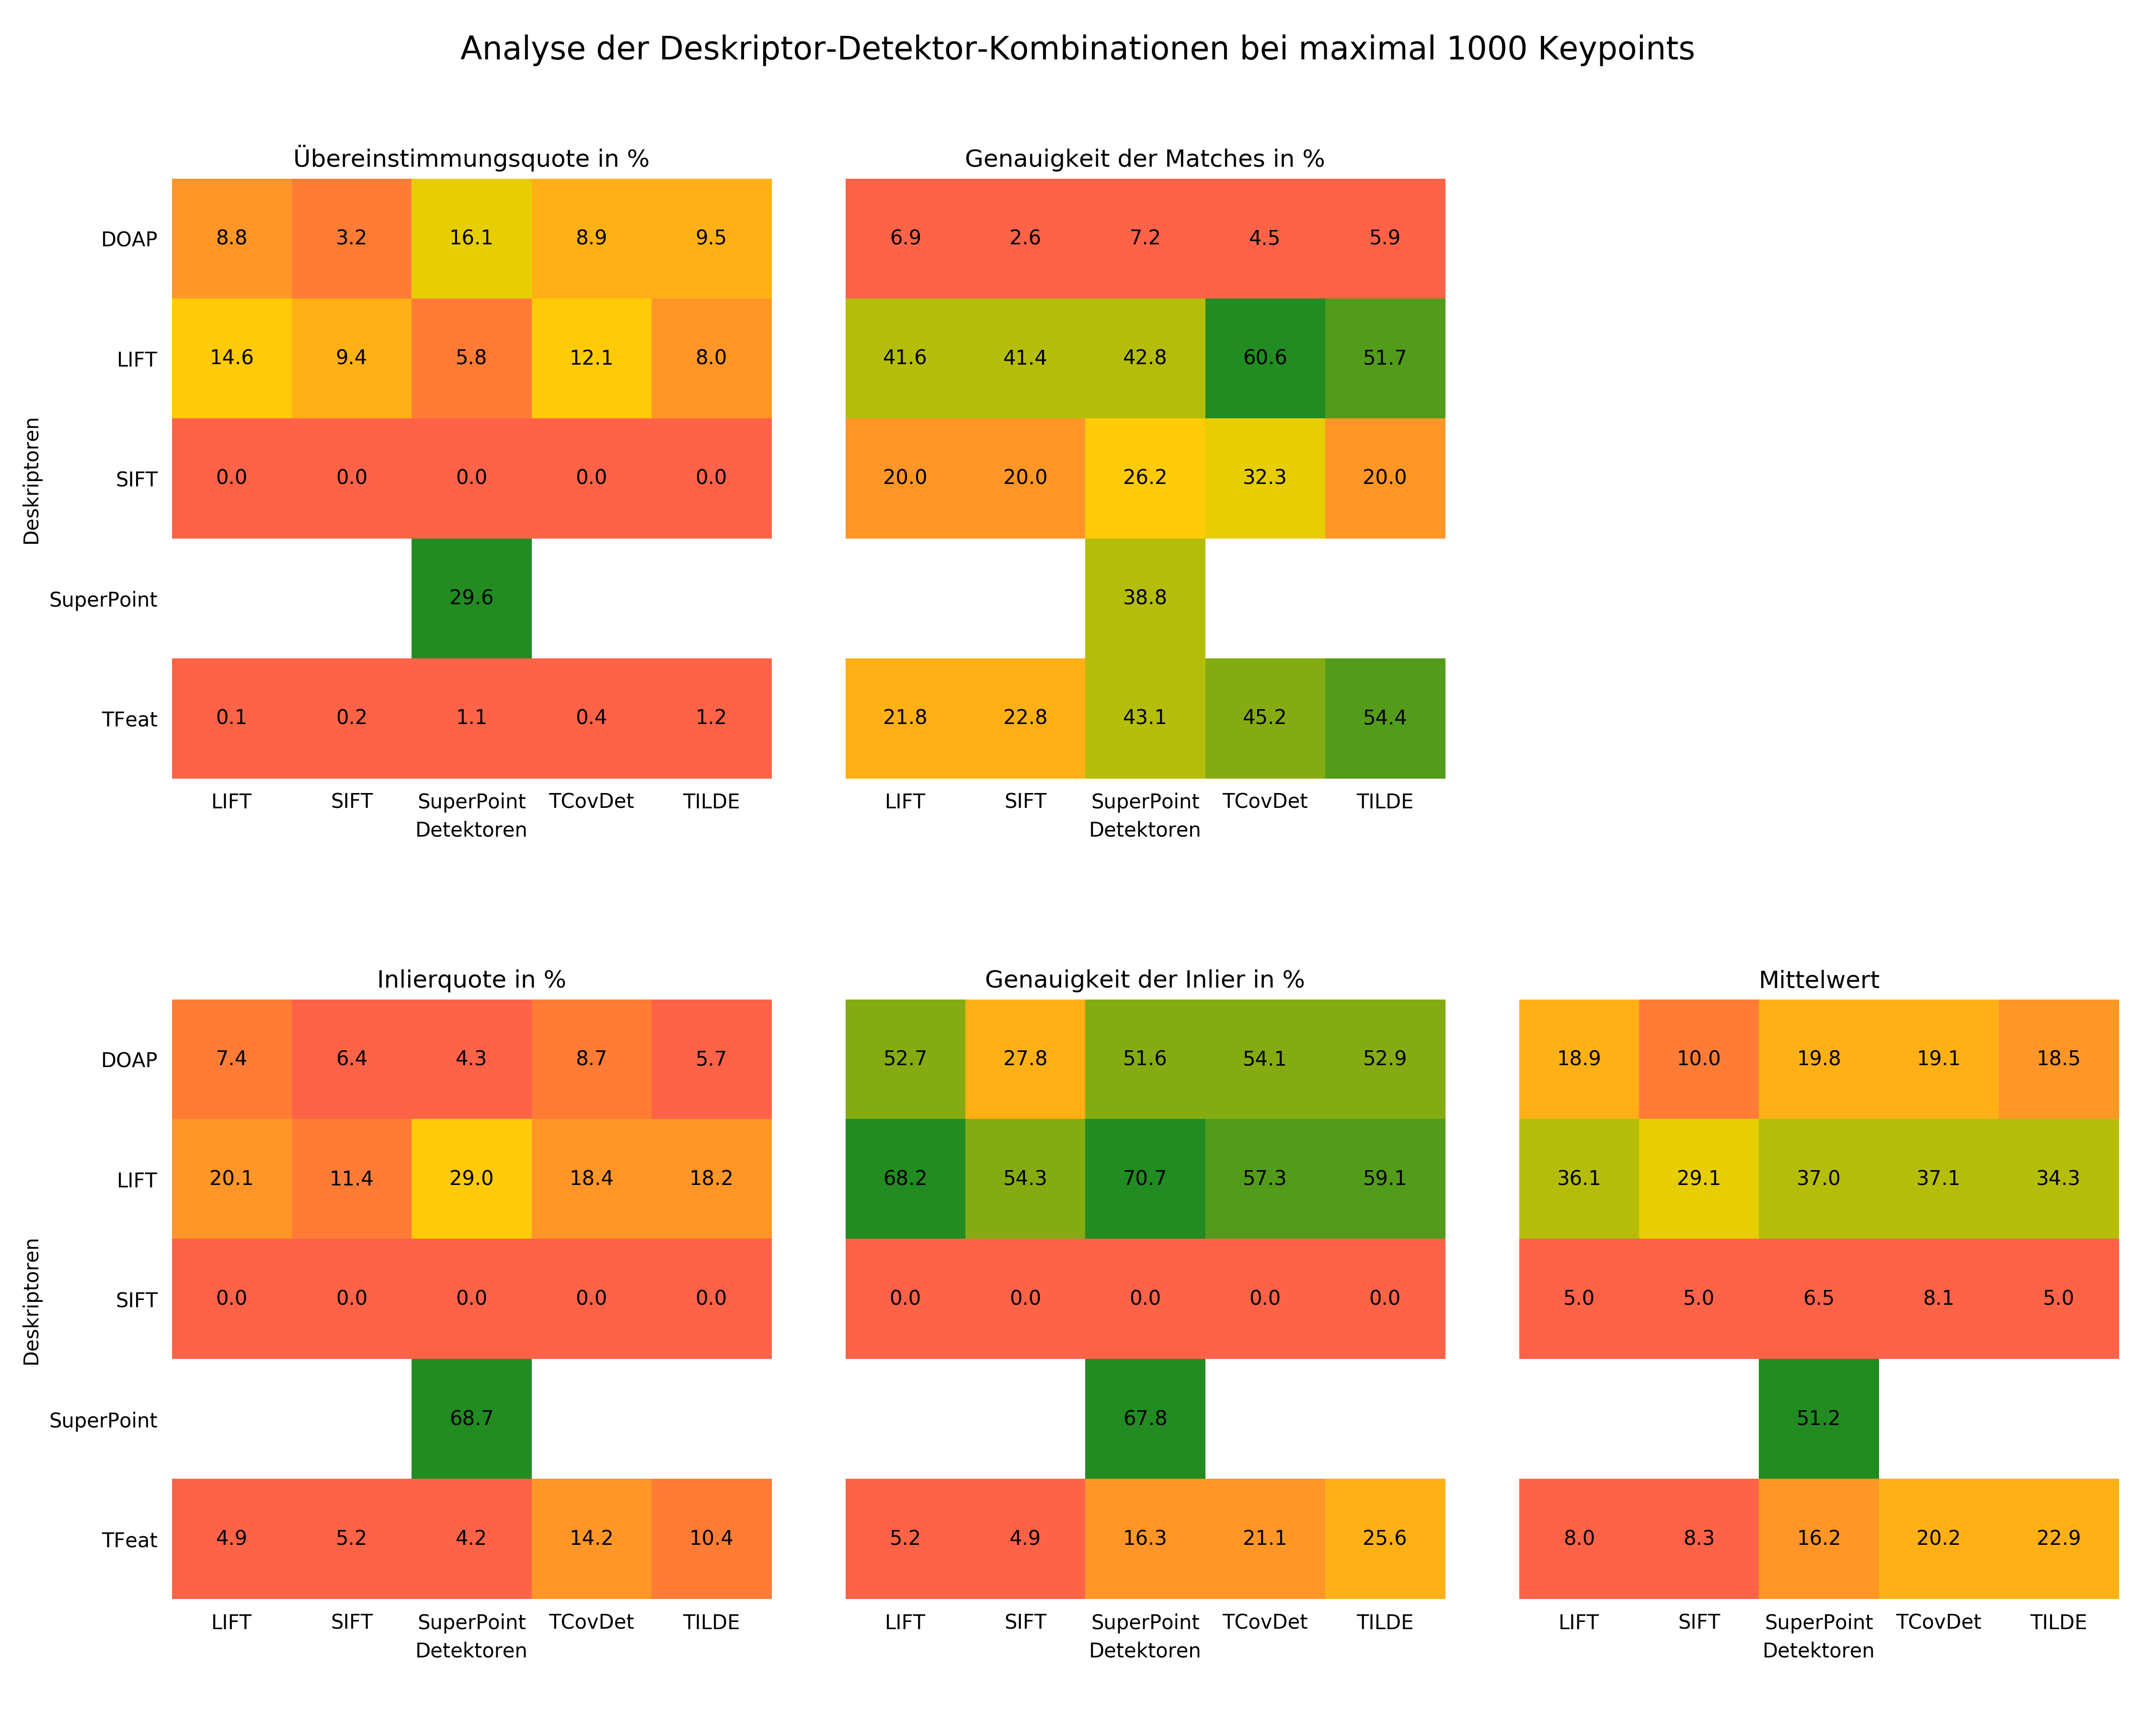 Analyse der Deskriptor-Detektor-Kombinationen bei maximal 1000 Keypoints
Übereinstimmungsquote in %
Deskriptoren
DOAP 8.8 3.2 16.1 8.9 9.5
LIFT 14.6 9.4 5.8 12.1 8.0
SIFT 0.0 0.0 0.0 0.0 0.0
SuperPoint 29.6
TFeat 0.1 0.2 1.1 0.4 1.2
LIFT SIFT SuperPoint TCovDet TILDE
Detektoren
Genauigkeit der Matches in %
6.9 2.6 7.2 4.5 5.9
41.6 41.4 42.8 60.6 51.7
20.0 20.0 26.2 32.3 20.0
38.8
21.8 22.8 43.1 45.2 54.4
LIFT SIFT SuperPoint TCovDet TILDE
Detektoren
Inlierquote in %
Deskriptoren
DOAP 7.4 6.4 4.3 8.7 5.7
LIFT 20.1 11.4 29.0 18.4 18.2
SIFT 0.0 0.0 0.0 0.0 0.0
SuperPoint 68.7
TFeat 4.9 5.2 4.2 14.2 10.4
LIFT SIFT SuperPoint TCovDet TILDE
Detektoren
Genauigkeit der Inlier in %
52.7 27.8 51.6 54.1 52.9
68.2 54.3 70.7 57.3 59.1
0.0 0.0 0.0 0.0 0.0
67.8
5.2 4.9 16.3 21.1 25.6
LIFT SIFT SuperPoint TCovDet TILDE
Detektoren
Mittelwert
18.9 10.0 19.8 19.1 18.5
36.1 29.1 37.0 37.1 34.3
5.0 5.0 6.5 8.1 5.0
51.2
8.0 8.3 16.2 20.2 22.9
LIFT SIFT SuperPoint TCovDet TILDE
Detektoren